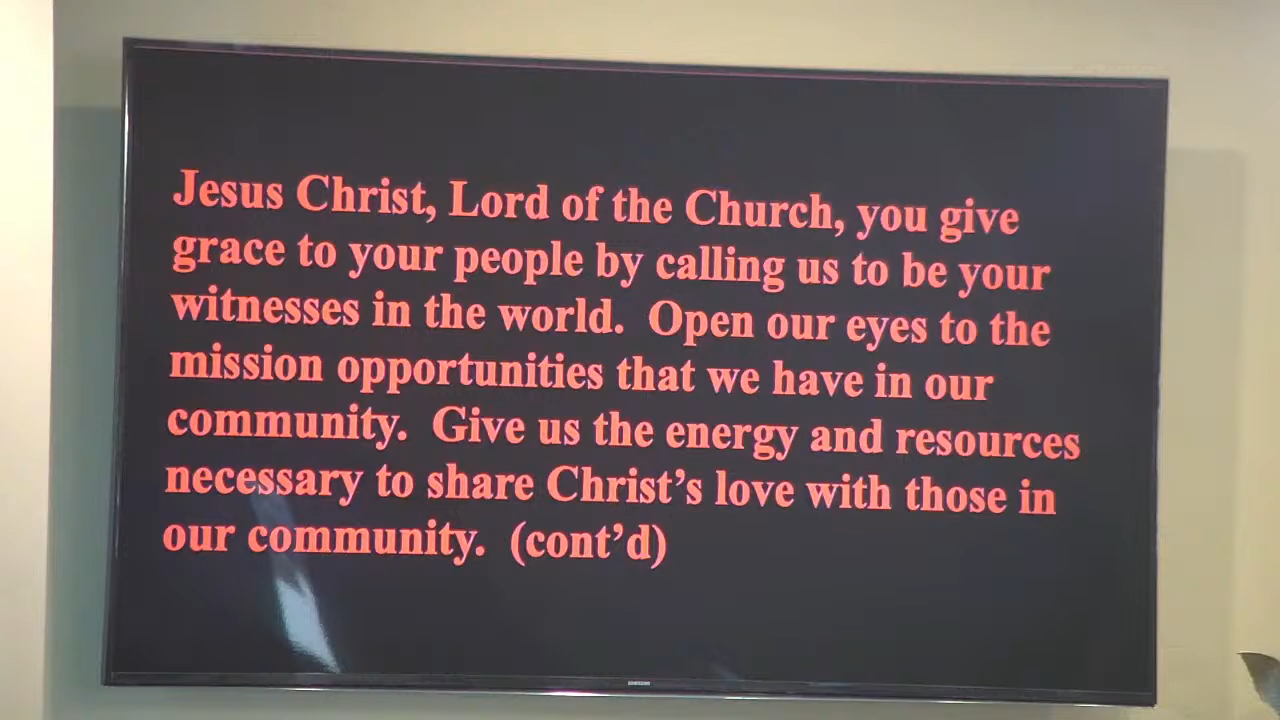 Jesus Christ, Lord of the Church, you give
grace to your people by calling us to be your
witnesses in the world.  Open our eyes to the
mission opportunities that we have in our
community.  Give us the energy and resources
necessary to share Christ’s love with those in
our community.  (cont’d)
SAMSUNG